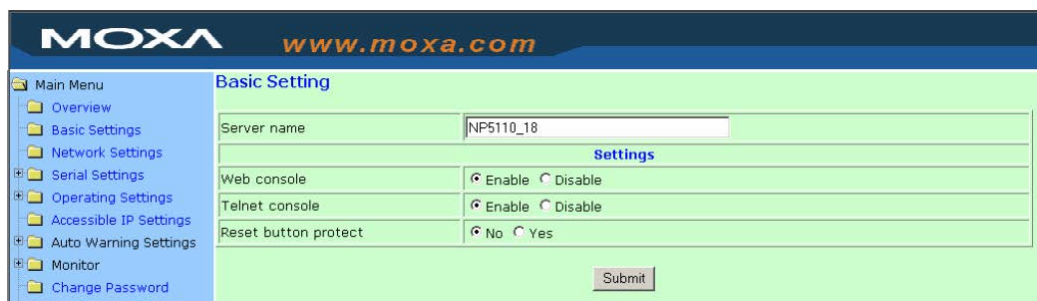 MOXA www.moxa.com
Main Menu
Overview
Basic Settings
Network Settings
Serial Settings
Operating Settings
Accessible IP Settings
Auto Warning Settings
Monitor
Change Password
Basic Setting
Server name NP5110_18
Settings
Web console Enable Disable
Telnet console Enable Disable
Reset button protect No Yes
Submit